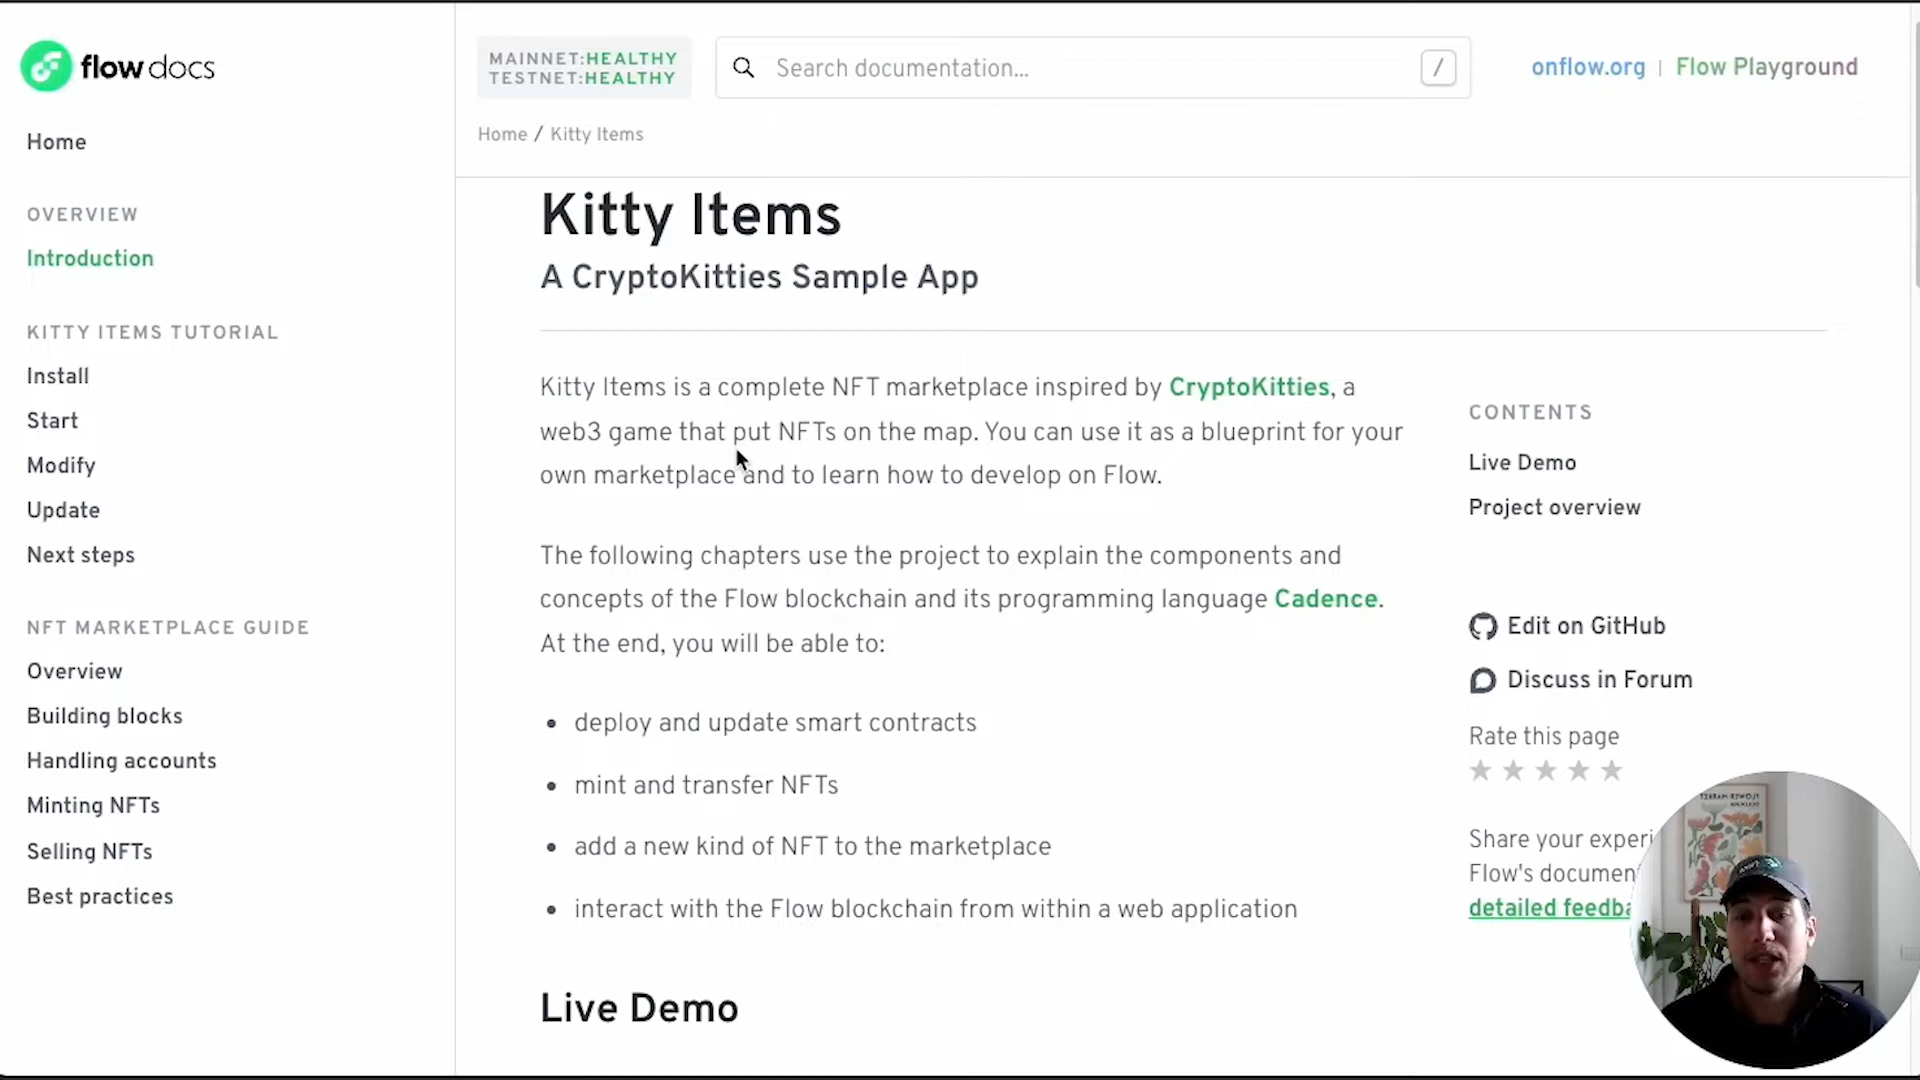 flow docs
MAINNET:HEALTHY
TESTNET:HEALTHY
Search documentation...
/
onflow.org | Flow Playground
Home / Kitty Items
Home
OVERVIEW
Introduction
KITTY ITEMS TUTORIAL
Install
Start
Modify
Update
Next steps
NFT MARKETPLACE GUIDE
Overview
Building blocks
Handling accounts
Minting NFTs
Selling NFTs
Best practices
Kitty Items
A CryptoKitties Sample App
Kitty Items is a complete NFT marketplace inspired by CryptoKitties, a
web3 game that put NFTs on the map. You can use it as a blueprint for your
own marketplace and to learn how to develop on Flow.
The following chapters use the project to explain the components and
concepts of the Flow blockchain and its programming language Cadence.
At the end, you will be able to:
• deploy and update smart contracts
• mint and transfer NFTs
• add a new kind of NFT to the marketplace
• interact with the Flow blockchain from within a web application
Live Demo
CONTENTS
Live Demo
Project overview
Edit on GitHub
Discuss in Forum
Rate this page
Share your experi
Flow's documen
detailed feedba
FLOWER MARKET